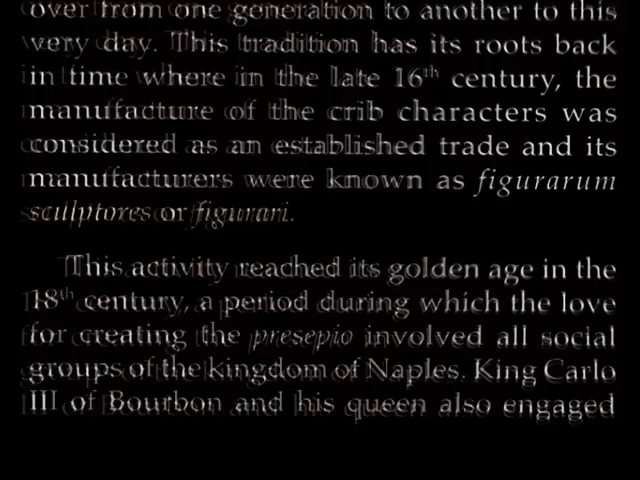 over from one generation to another to this
very day. This tradition has its roots back
in time where in the late 16th century, the
manufacture of the crib characters was
considered as an established trade and its
manufacturers were known as figurarum
sculptores or figurari.
This activity reached its golden age in the
18th century, a period during which the love
for creating the presepio involved all social
groups of the kingdom of Naples. King Carlo
III of Bourbon and his queen also engaged